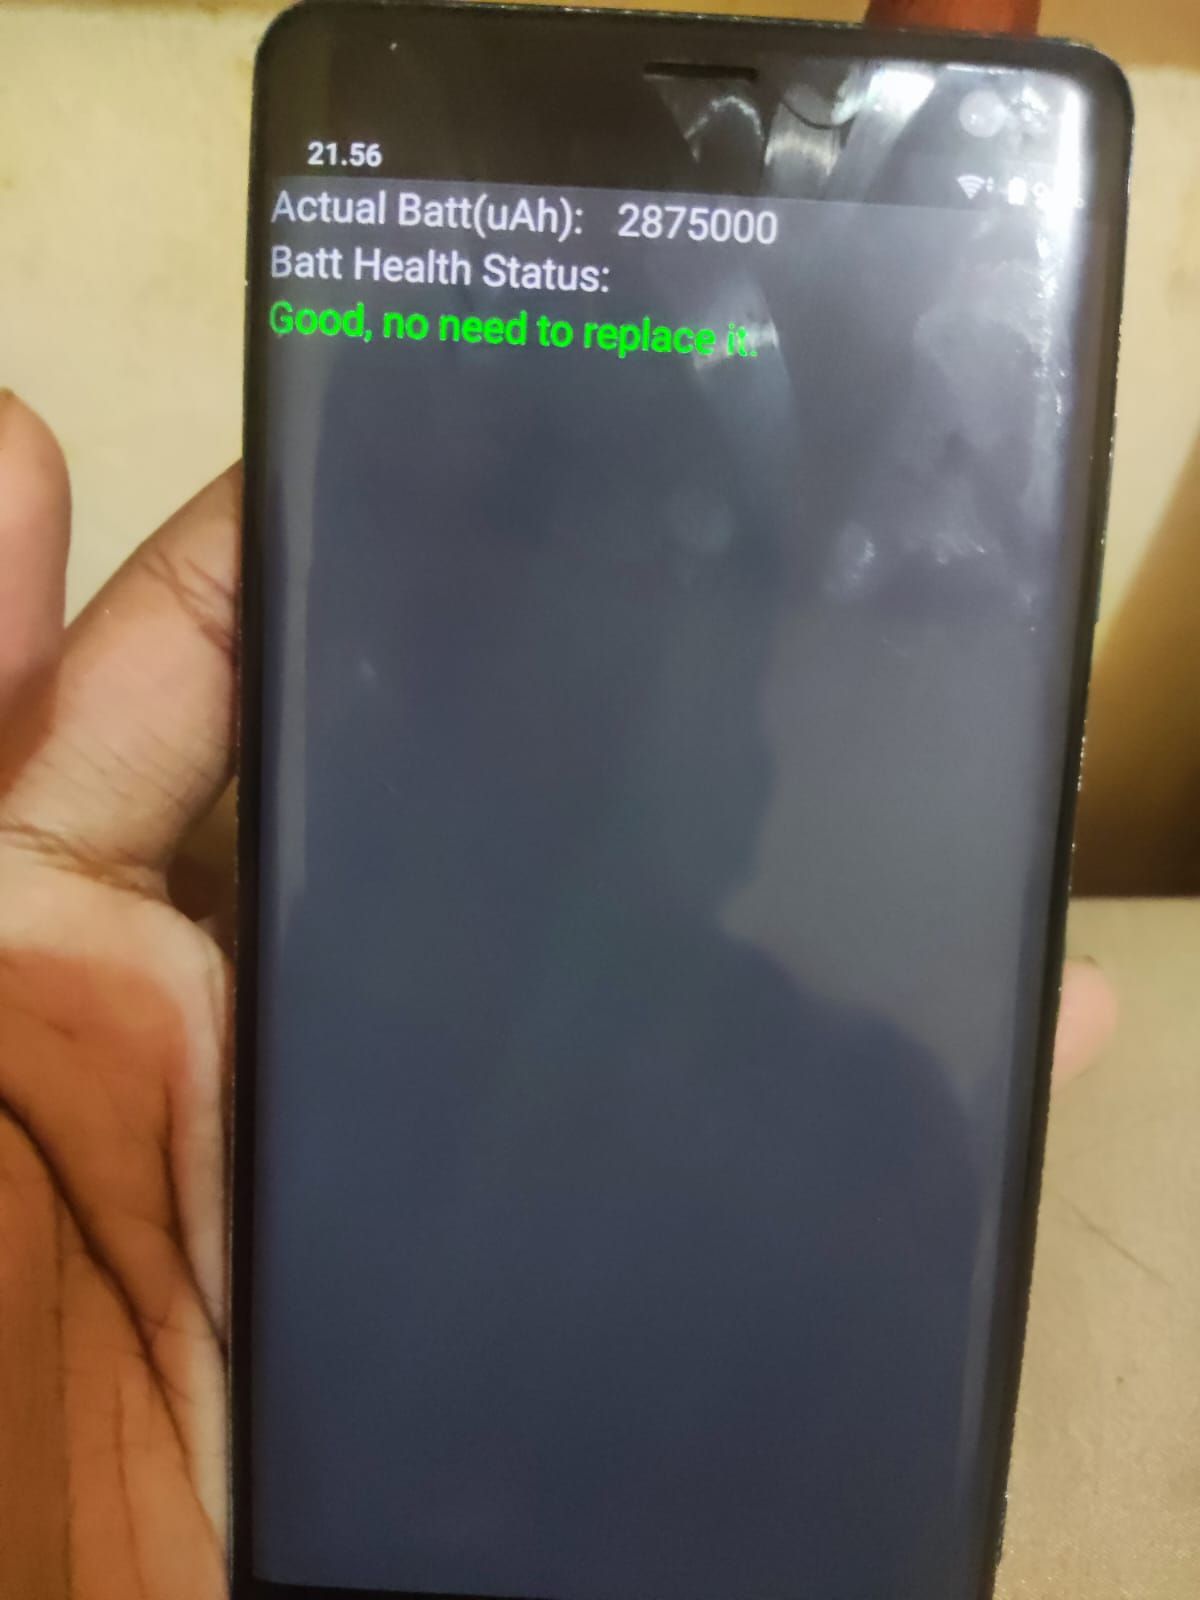 21.56
Actual Batt(uAh): 2875000
Batt Health Status:
Good, no need to replace it.